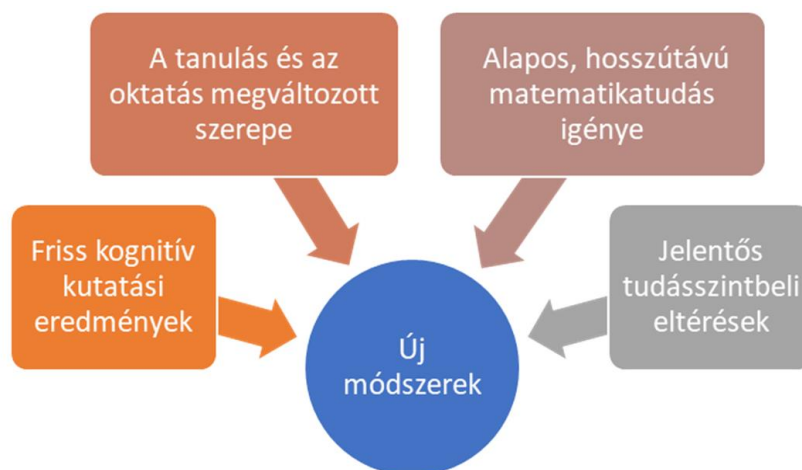 A tanulás és az
oktatás megváltozott
szerepe
Alapos, hosszútávú
matematikatudás
igénye
Friss kognitív
kutatási
eredmények
Jelentős
tudásszintbeli
eltérések
Új
módszerek